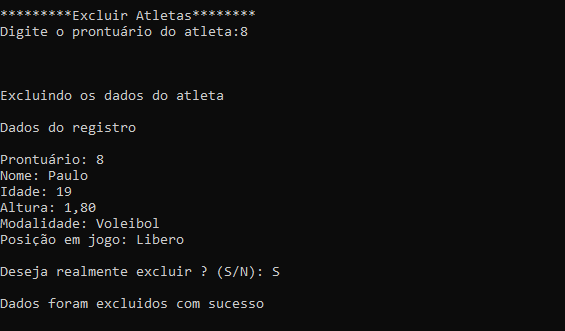 *********Excluir Atletas********
Digite o prontuário do atleta:8
Excluindo os dados do atleta
Dados do registro
Prontuário: 8
Nome: Paulo
Idade: 19
Altura: 1,80
Modalidade: Voleibol
Posição em jogo: Libero
Deseja realmente excluir ? (S/N): S
Dados foram excluidos com sucesso